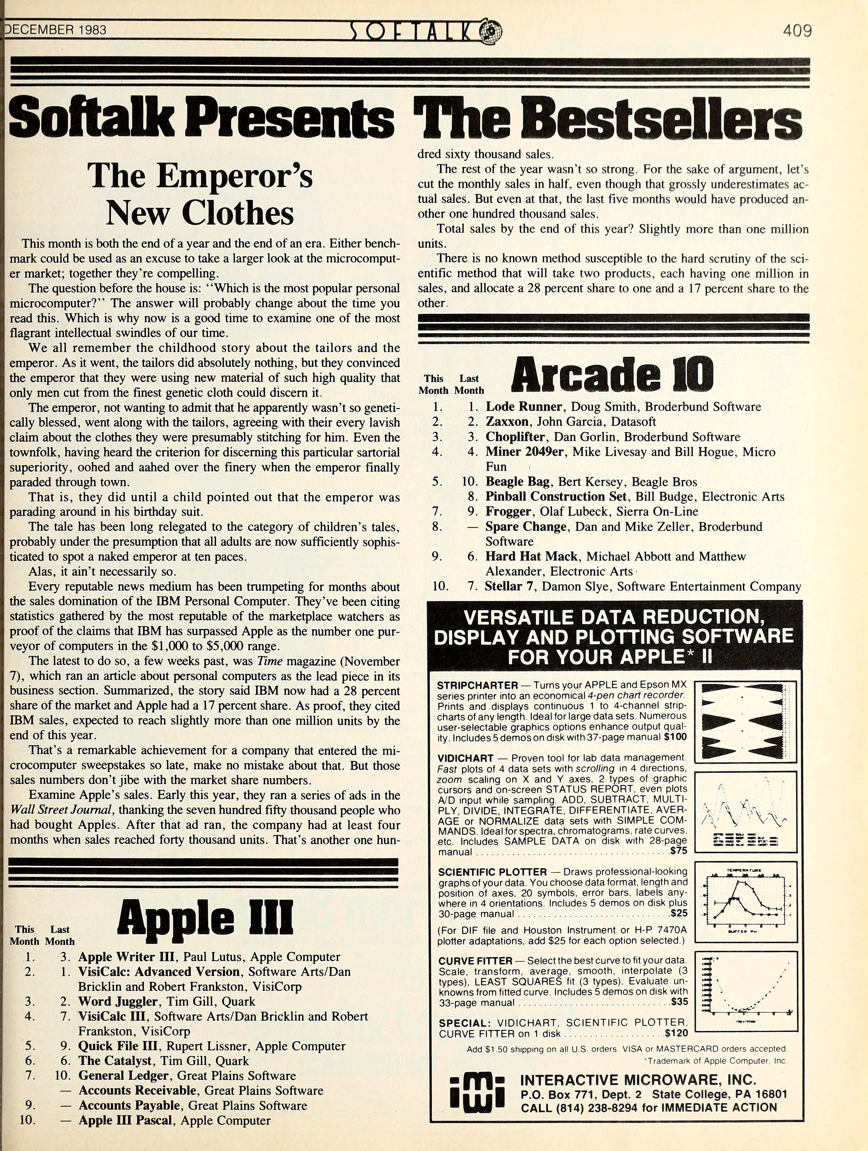 DECEMBER 1983
SOFTALK
409
Softalk Presents The Bestsellers
The Emperor's
New Clothes
This month is both the end of a year and the end of an era. Either bench-
mark could be used as an excuse to take a larger look at the microcomput-
er market; together they're compelling.
The question before the house is: "Which is the most popular personal
microcomputer?" The answer will probably change about the time you
read this. Which is why now is a good time to examine one of the most
flagrant intellectual swindles of our time.
We all remember the childhood story about the tailors and the
emperor. As it went, the tailors did absolutely nothing, but they convinced
the emperor that they were using new material of such high quality that
only men cut from the finest genetic cloth could discern it.
The emperor, not wanting to admit that he apparently wasn't so geneti-
cally blessed, went along with the tailors, agreeing with their every lavish
claim about the clothes they were presumably stitching for him. Even the
townfolk, having heard the criterion for discerning this particular sartorial
superiority, oohed and aahed over the finery when the emperor finally
paraded through town.
That is, they did until a child pointed out that the emperor was
parading around in his birthday suit.
The tale has been long relegated to the category of children's tales,
probably under the presumption that all adults are now sufficiently sophis-
ticated to spot a naked emperor at ten paces.
Alas, it ain't necessarily so.
Every reputable news medium has been trumpeting for months about
the sales domination of the IBM Personal Computer. They've been citing
statistics gathered by the most reputable of the marketplace watchers as
proof of the claims that IBM has surpassed Apple as the number one pur-
veyor of computers in the $1,000 to $5,000 range.
The latest to do so, a few weeks past, was Time magazine (November
7), which ran an article about personal computers as the lead piece in its
business section. Summarized, the story said IBM now had a 28 percent
share of the market and Apple had a 17 percent share. As proof, they cited
IBM sales, expected to reach slightly more than one million units by the
end of this year.
That's a remarkable achievement for a company that entered the mi-
crocomputer sweepstakes so late, make no mistake about that. But those
sales numbers don't jibe with the market share numbers.
Examine Apple's sales. Early this year, they ran a series of ads in the
Wall Street Journal, thanking the seven hundred fifty thousand people who
had bought Apples. After that ad ran, the company had at least four
months when sales reached forty thousand units. That's another one hun-
dred sixty thousand sales.
The rest of the year wasn't so strong. For the sake of argument, let's
cut the monthly sales in half, even though that grossly underestimates ac-
tual sales. But even at that, the last five months would have produced an-
other one hundred thousand sales.
Total sales by the end of this year? Slightly more than one million
units.
There is no known method susceptible to the hard scrutiny of the sci-
entific method that will take two products, each having one million in
sales, and allocate a 28 percent share to one and a 17 percent share to the
other.
Apple III
This Last
Month Month
1. 3. Apple Writer III, Paul Lutus, Apple Computer
2. 1. VisiCalc: Advanced Version, Software Arts/Dan
Bricklin and Robert Frankston, VisiCorp
3. 2. Word Juggler, Tim Gill, Quark
4. 7. VisiCalc III, Software Arts/Dan Bricklin and Robert
Frankston, VisiCorp
5. 9. Quick File III, Rupert Lissner, Apple Computer
6. 6. The Catalyst, Tim Gill, Quark
7. 10. General Ledger, Great Plains Software
— Accounts Receivable, Great Plains Software
9. — Accounts Payable, Great Plains Software
10. — Apple III Pascal, Apple Computer
Arcade 10
This Last
Month Month
1. 1. Lode Runner, Doug Smith, Broderbund Software
2. 2. Zaxxon, John Garcia, Datasoft
3. 3. Choplifter, Dan Gorlin, Broderbund Software
4. 4. Miner 2049er, Mike Livesay and Bill Hogue, Micro
Fun
5. 10. Beagle Bag, Bert Kersey, Beagle Bros
8. Pinball Construction Set, Bill Budge, Electronic Arts
7. 9. Frogger, Olaf Lubeck, Sierra On-Line
8. — Spare Change, Dan and Mike Zeller, Broderbund
Software
9. 6. Hard Hat Mack, Michael Abbott and Matthew
Alexander, Electronic Arts
10. 7. Stellar 7, Damon Slye, Software Entertainment Company
VERSATILE DATA REDUCTION,
DISPLAY AND PLOTTING SOFTWARE
FOR YOUR APPLE* II
STRIPCHARTER — Turns your APPLE and Epson MX
series printer into an economical 4-pen chart recorder.
Prints and displays continuous 1 to 4-channel strip-
charts of any length. Ideal for large data sets. Numerous
user-selectable graphics options enhance output qual-
ity. Includes 5 demos on disk with 37-page manual $100
VIDICHART — Proven tool for lab data management.
Fast plots of 4 data sets with scrolling in 4 directions,
zoom scaling on X and Y axes, 2 types of graphic
cursors and on-screen STATUS REPORT, even plots
A/D input while sampling. ADD, SUBTRACT, MULTI-
PLY, DIVIDE, INTEGRATE, DIFFERENTIATE, AVER-
AGE or NORMALIZE data sets with SIMPLE COM-
MANDS. Ideal for spectra, chromatograms, rate curves,
etc. Includes SAMPLE DATA on disk with 28-page
manual ............ $75
SCIENTIFIC PLOTTER — Draws professional-looking
graphs of your data. You choose data format, length and
position of axes, 20 symbols, error bars, labels any-
where in 4 orientations. Includes 5 demos on disk plus
30-page manual ............ $25
(For DIF file and Houston Instrument or H-P 7470A
plotter adaptations, add $25 for each option selected.)
TEMPERATURE
CURVE FITTER — Select the best curve to fit your data.
Scale, transform, average, smooth, interpolate (3
types), LEAST SQUARES fit (3 types). Evaluate un-
knowns from fitted curve. Includes 5 demos on disk with
33-page manual ............ $35
SPECIAL: VIDICHART, SCIENTIFIC PLOTTER,
CURVE FITTER on 1 disk ............ $120
Add $1.50 shipping on all U.S. orders. VISA or MASTERCARD orders accepted.
*Trademark of Apple Computer, Inc.
INTERACTIVE MICROWARE, INC.
P.O. Box 771, Dept. 2 State College, PA 16801
CALL (814) 238-8294 for IMMEDIATE ACTION